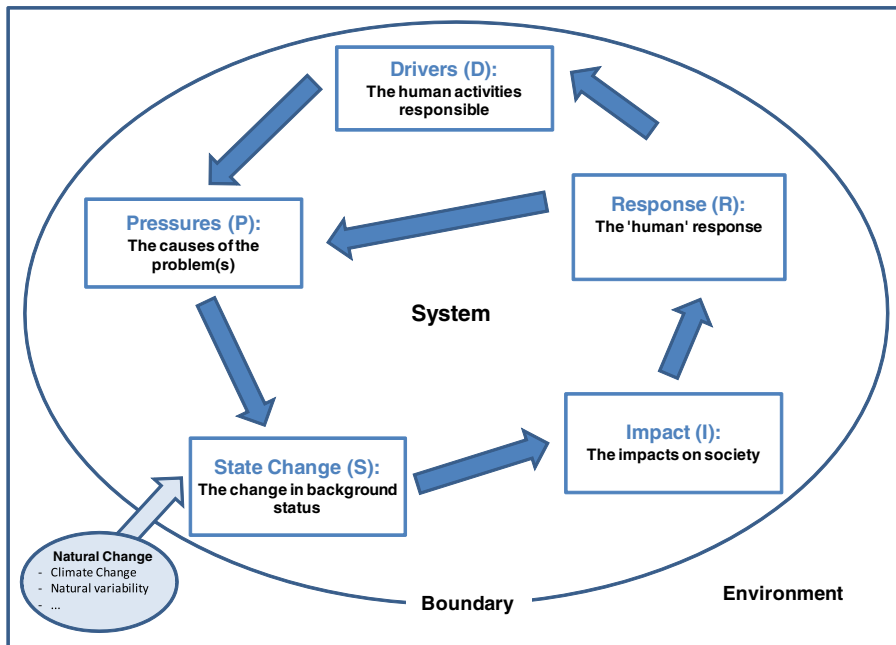 Drivers (D):
The human activities
responsible
Pressures (P):
The causes of the
problem(s)
Response (R):
The 'human' response
System
State Change (S):
The change in background
status
Impact (I):
The impacts on society
Natural Change
- Climate Change
- Natural variability
- ...
Boundary
Environment